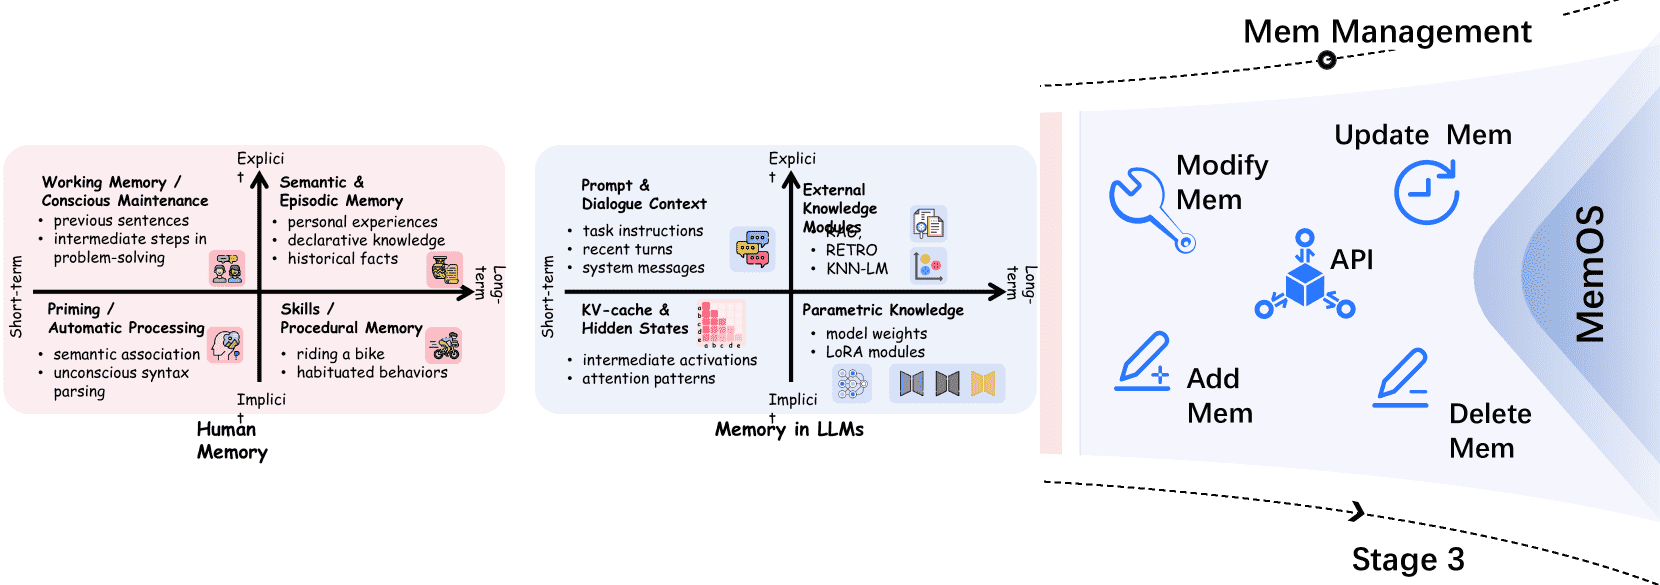 Explici
t
Working Memory /
Conscious Maintenance
• previous sentences
• intermediate steps in
problem-solving
Semantic &
Episodic Memory
• personal experiences
• declarative knowledge
• historical facts
Short-term
Long-
term
Priming /
Automatic Processing
• semantic association
• unconscious syntax
parsing
Skills /
Procedural Memory
• riding a bike
• habituated behaviors
Implici
t
Human
Memory
Explici
t
Prompt &
Dialogue Context
• task instructions
• recent turns
• system messages
External
Knowledge
Modules
• RAG,
• RETRO
• KNN-LM
Short-term
Long-
term
KV-cache &
Hidden States
a
b
c
d
e
a b c d e
• intermediate activations
• attention patterns
Parametric Knowledge
• model weights
• LoRA modules
Implici
t
Memory in LLMs
Mem Management
Update Mem
Modify
Mem
API
Add
Mem
Delete
Mem
MemOS
Stage 3